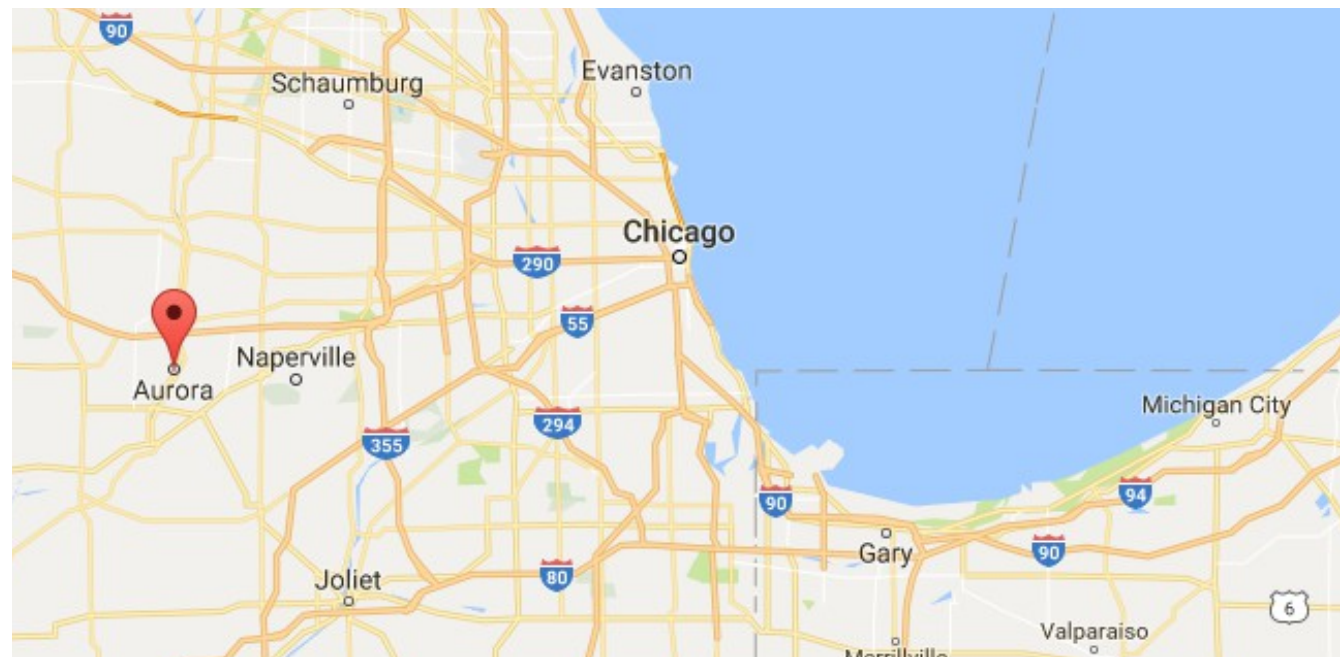 90
Schaumburg
Evanston
Chicago
290
55
Naperville
Aurora
Michigan City
294
355
90
94
Gary
90
Joliet
80
6
Valparaiso
Merrillville